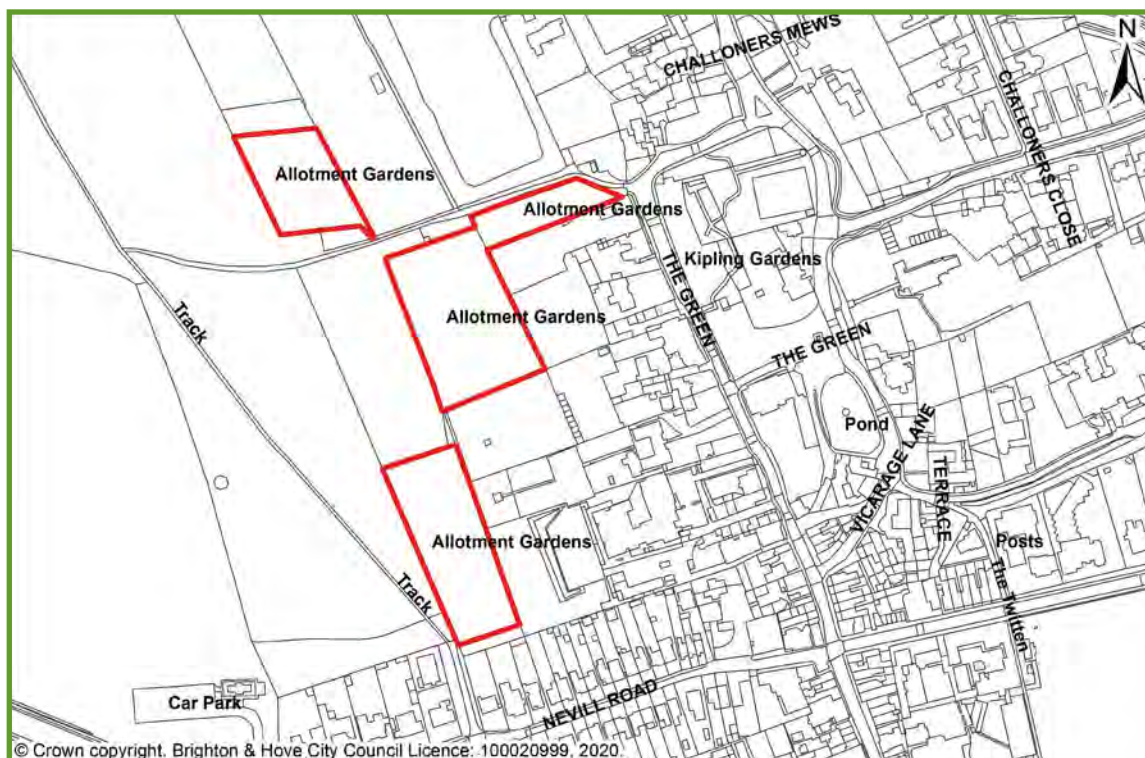 CHALLONERS MEWS
N
CHALLONERS CLOSE
Allotment Gardens
Allotment Gardens
Kipling Gardens
THE GREEN
Track
Allotment Gardens
THE GREEN
Pond
VICARAGE LANE
TERRACE
Allotment Gardens
Posts
Track
The Twitten
NEVILL ROAD
Car Park
© Crown copyright. Brighton & Hove City Council Licence: 100020999, 2020.